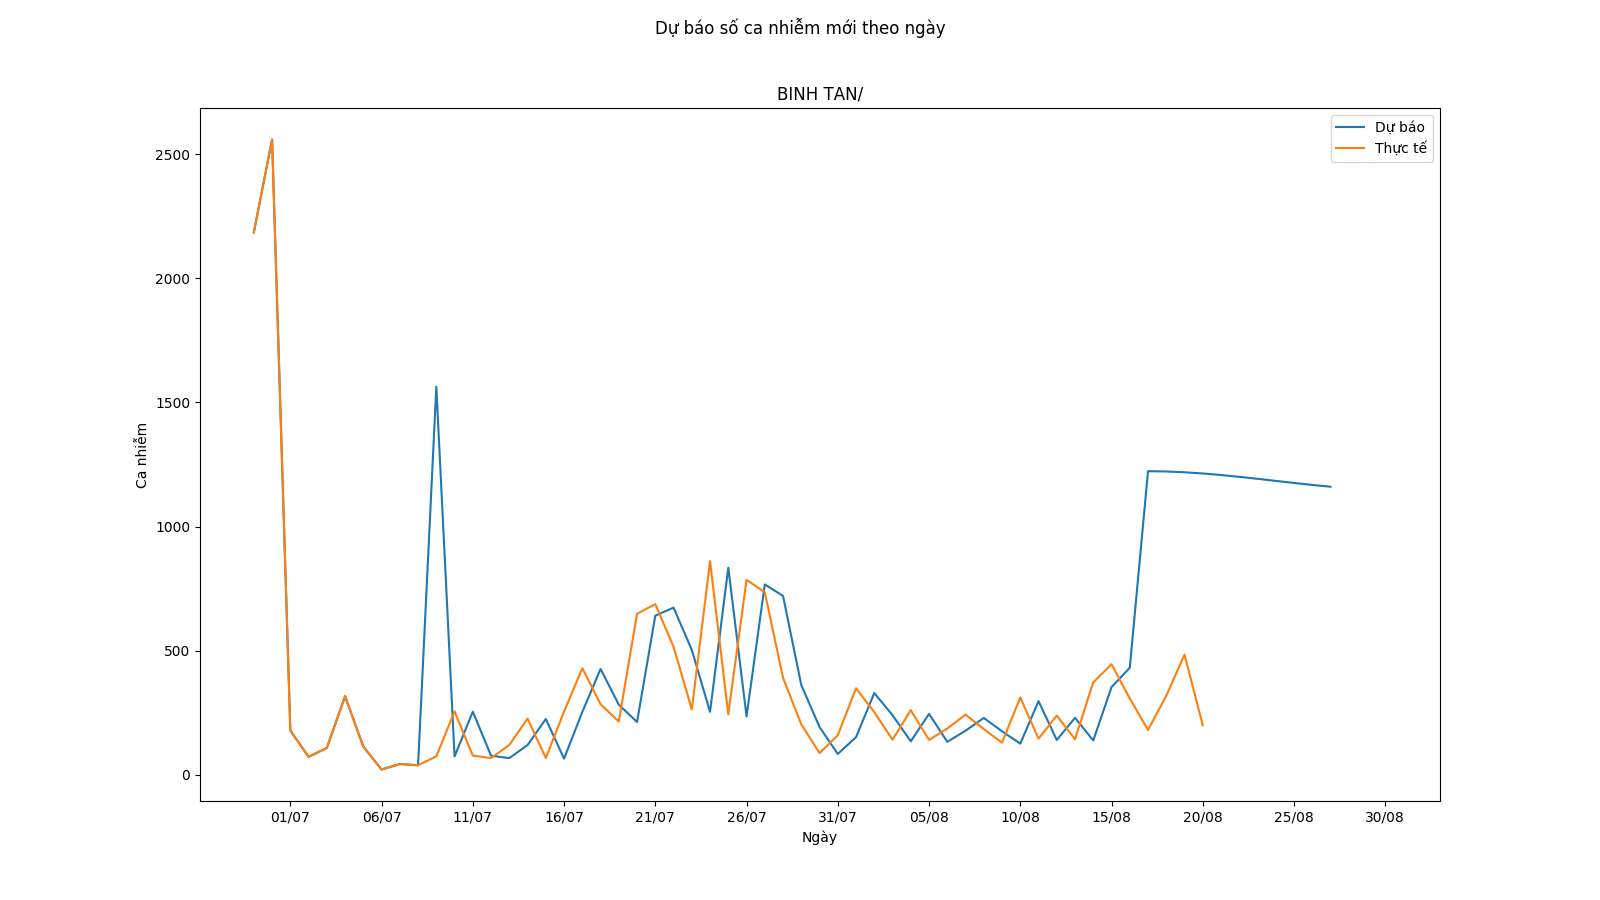 Dự báo số ca nhiễm mới theo ngày
BINH TAN/
Dự báo
Thực tế
2500
2000
1500
1000
500
0
Ca nhiễm
01/07 06/07 11/07 16/07 21/07 26/07 31/07 05/08 10/08 15/08 20/08 25/08 30/08
Ngày